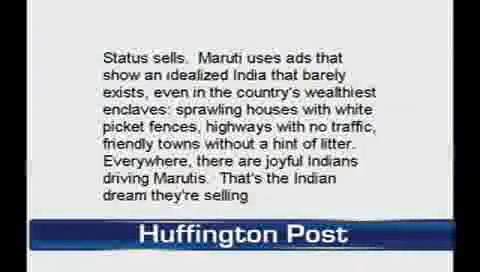 Status sells.  Maruti uses ads that
show an idealized India that barely
exists, even in the country's wealthiest
enclaves: sprawling houses with white
picket fences, highways with no traffic,
friendly towns without a hint of litter.
Everywhere, there are joyful Indians
driving Marutis.  That's the Indian
dream they're selling
Huffington Post